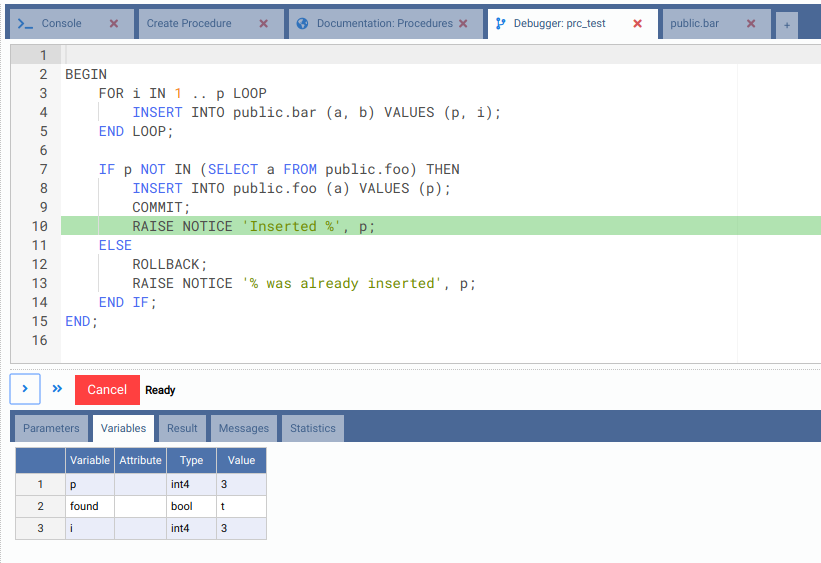 Console
Create Procedure
Documentation: Procedures
Debugger: prc_test
public.bar
+
1
2 BEGIN
3 FOR i IN 1 .. p LOOP
4 INSERT INTO public.bar (a, b) VALUES (p, i);
5 END LOOP;
6
7 IF p NOT IN (SELECT a FROM public.foo) THEN
8 INSERT INTO public.foo (a) VALUES (p);
9 COMMIT;
10 RAISE NOTICE 'Inserted %', p;
11 ELSE
12 ROLLBACK;
13 RAISE NOTICE '% was already inserted', p;
14 END IF;
15 END;
16
Cancel Ready
Parameters Variables Result Messages Statistics
Variable Attribute Type Value
1 p int4 3
2 found bool t
3 i int4 3